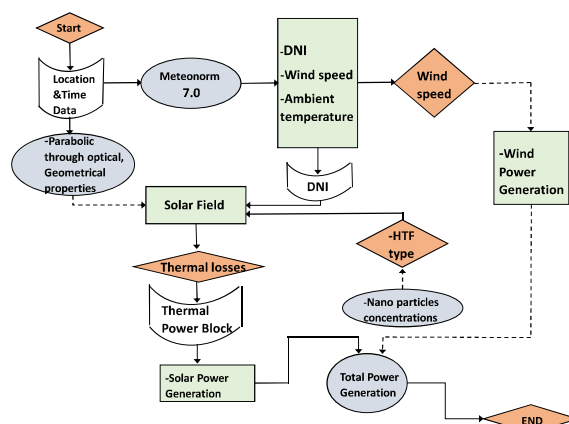 Start
Location
&Time
Data
Meteonorm
7.0
-DNI
-Wind speed
-Ambient
temperature
Wind
speed
-Parabolic
through optical,
Geometrical
properties
DNI
-Wind
Power
Generation
Solar Field
-HTF
type
Thermal losses
-Nano particles
concentrations
Thermal
Power Block
-Solar Power
Generation
Total Power
Generation
END